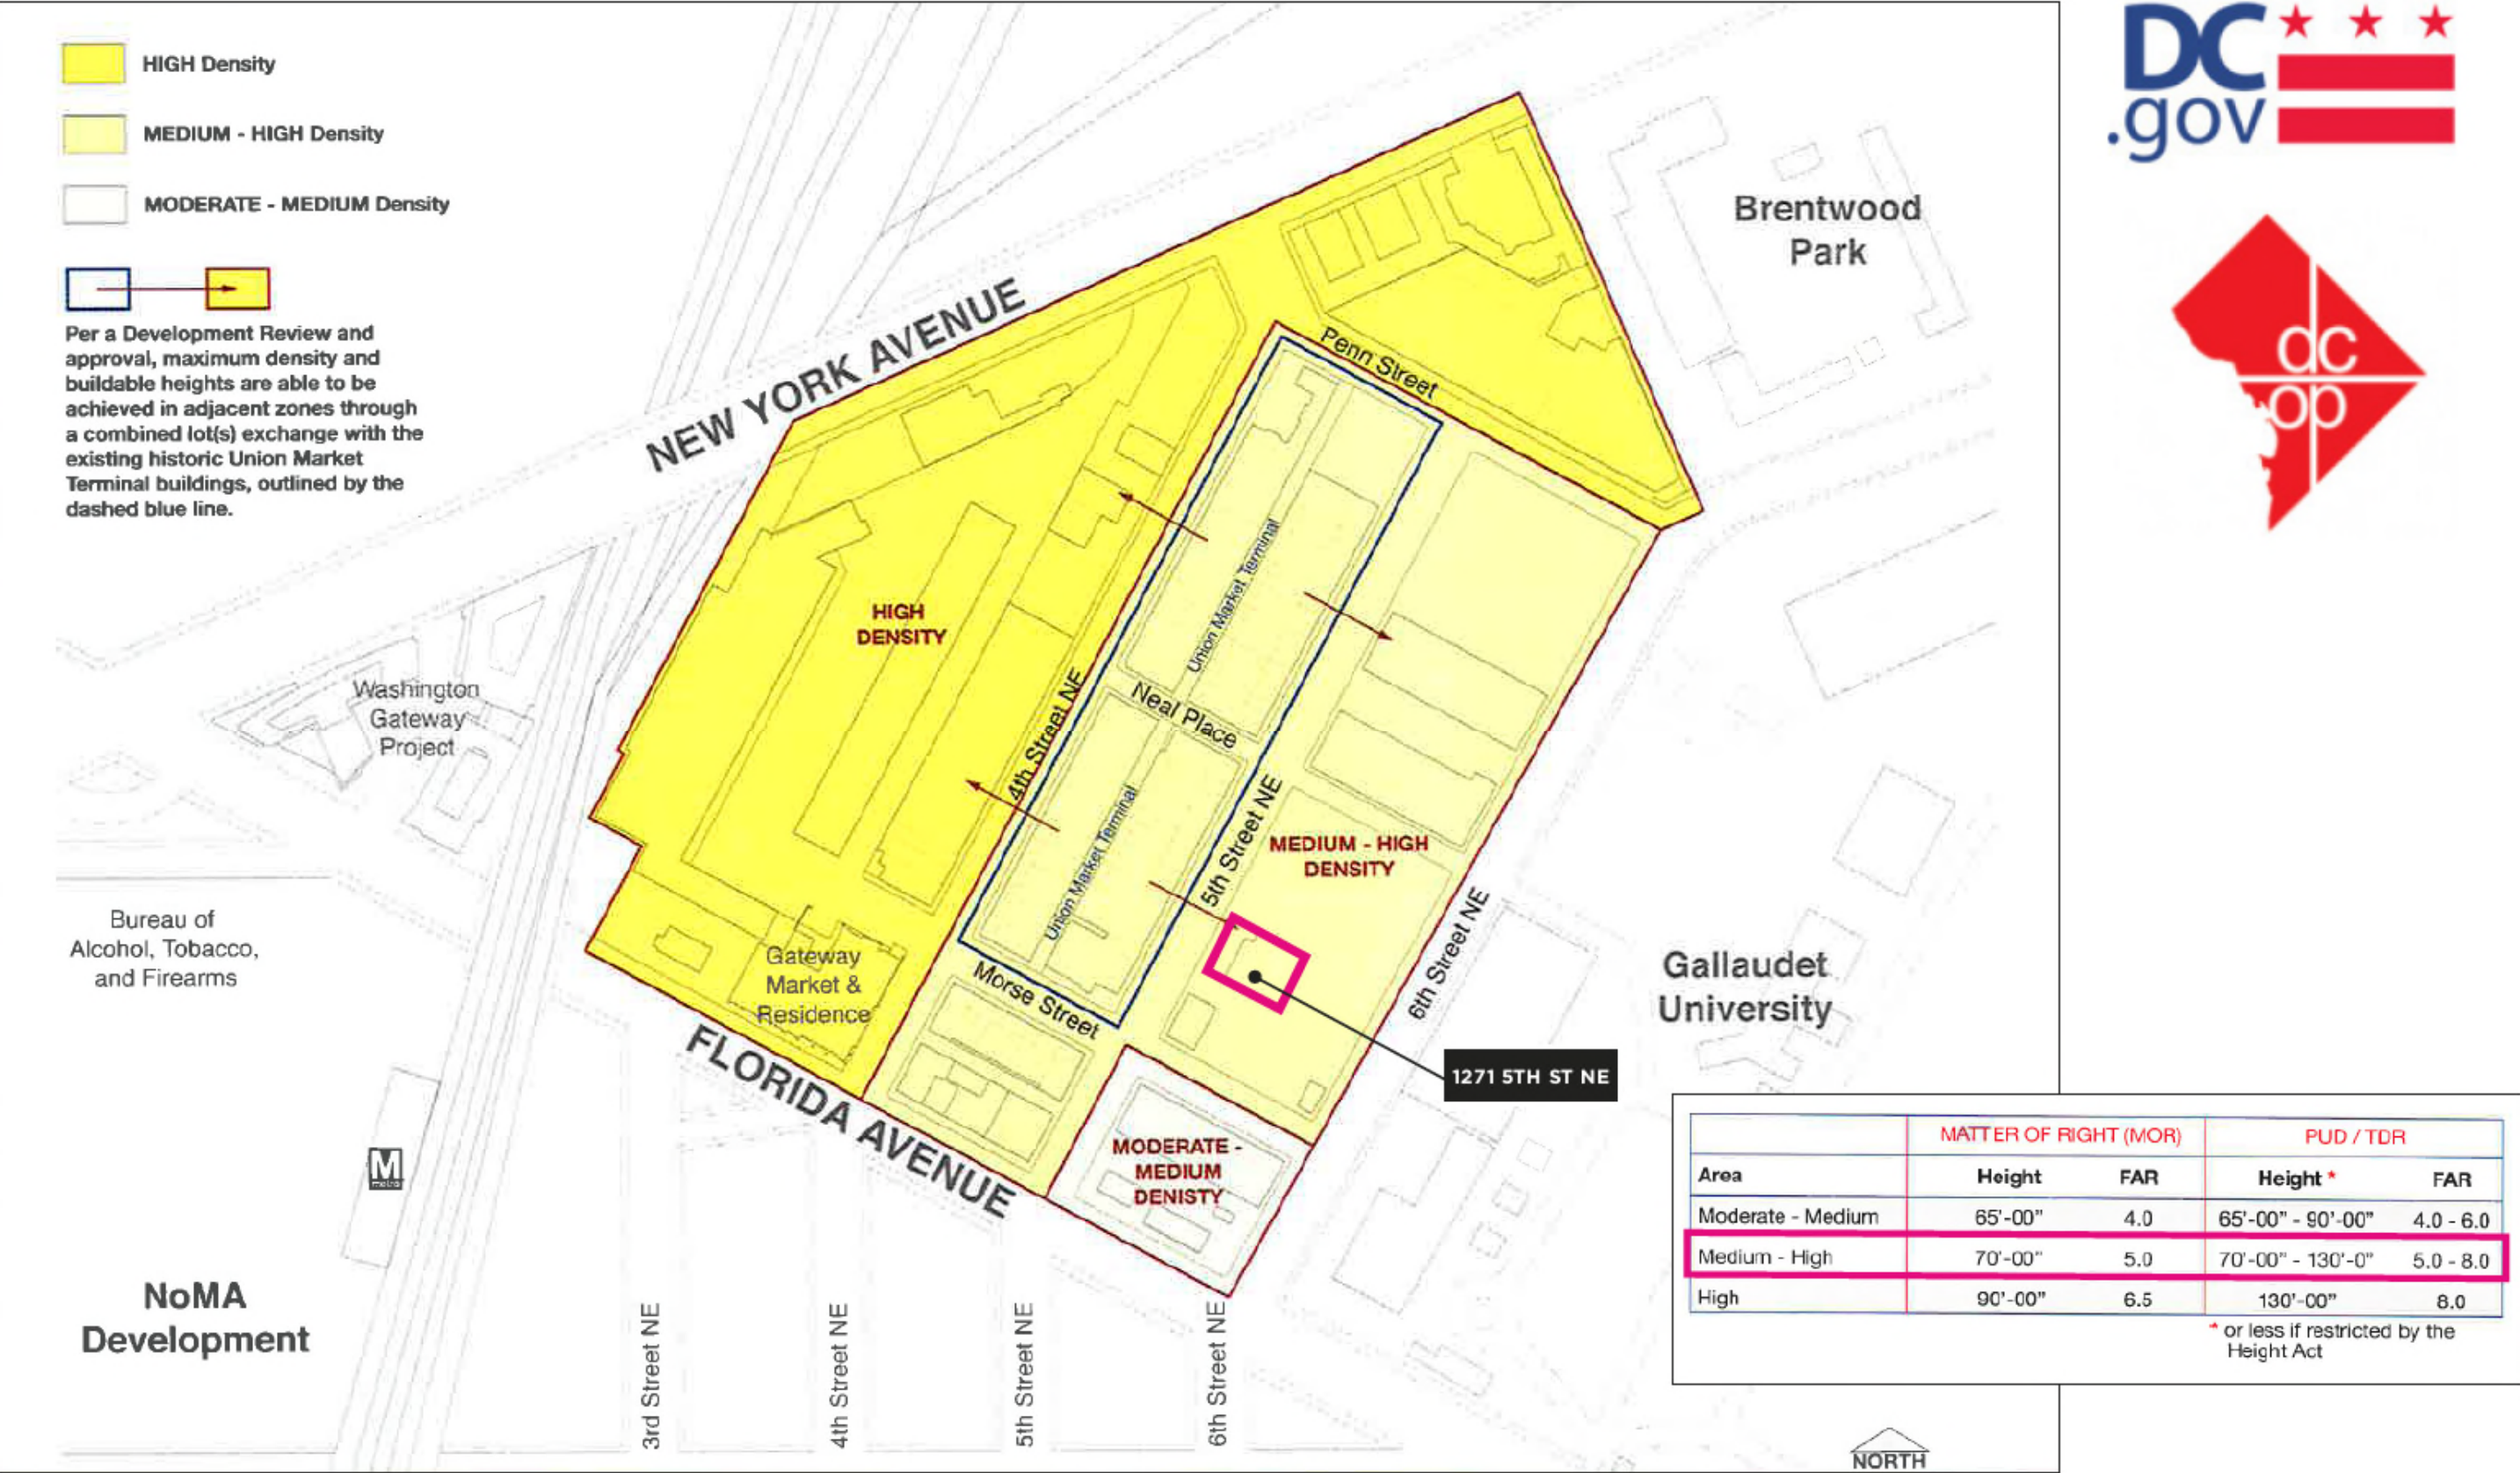 HIGH Density
MEDIUM - HIGH Density
MODERATE - MEDIUM Density
Per a Development Review and
approval, maximum density and
buildable heights are able to be
achieved in adjacent zones through
a combined lot(s) exchange with the
existing historic Union Market
Terminal buildings, outlined by the
dashed blue line.
DC
.gov
dc
op
Brentwood
Park
NEW YORK AVENUE
Penn Street
Union Market Terminal
HIGH
DENSITY
Washington
Gateway
Project
4th Street NE
Neal Place
Union Market Terminal
5th Street NE
MEDIUM - HIGH
DENSITY
6th Street NE
Bureau of
Alcohol, Tobacco,
and Firearms
Gateway
Market &
Residence
Morse Street
Gallaudet
University
FLORIDA AVENUE
1271 5TH ST NE
MODERATE -
MEDIUM
DENISTY
M
metro
NoMA
Development
3rd Street NE
4th Street NE
5th Street NE
6th Street NE
MATTER OF RIGHT (MOR) PUD / TDR
Area Height FAR Height * FAR
Moderate - Medium 65'-00" 4.0 65'-00" - 90'-00" 4.0 - 6.0
Medium - High 70'-00" 5.0 70'-00" - 130'-0" 5.0 - 8.0
High 90'-00" 6.5 130'-00" 8.0
* or less if restricted by the
Height Act
NORTH